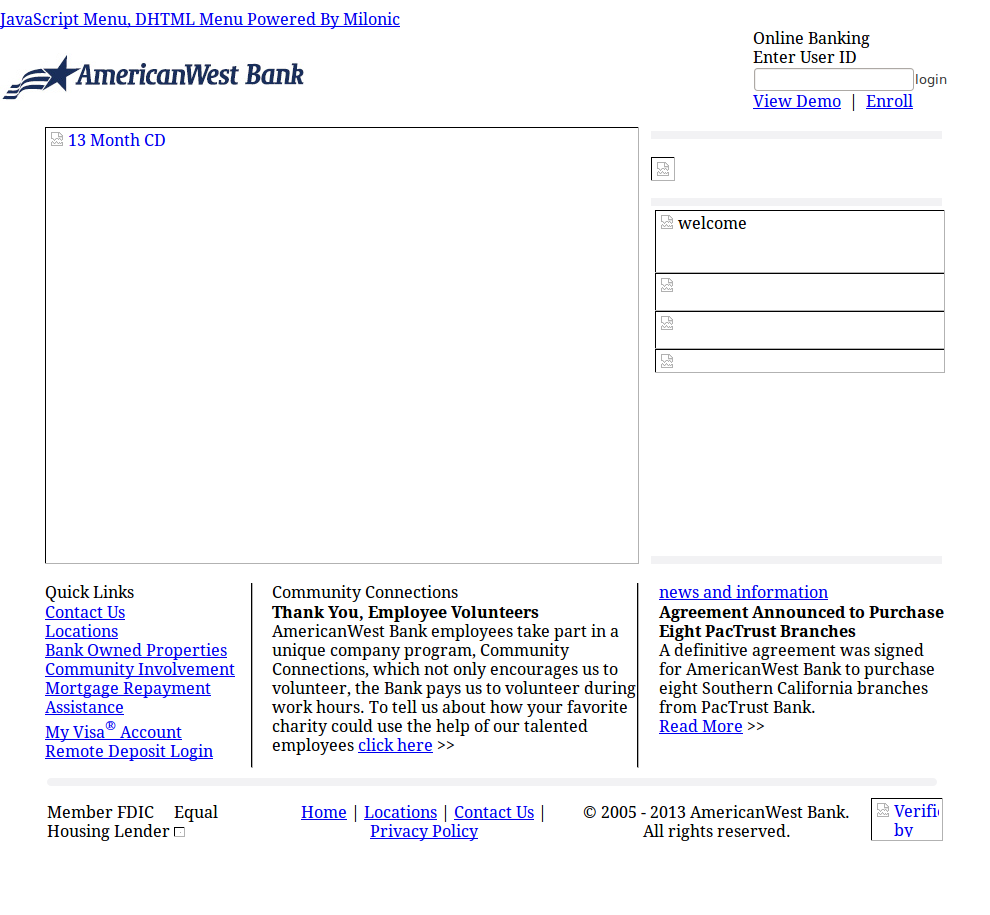 JavaScript Menu, DHTML Menu Powered By Milonic
AmericanWest Bank
Online Banking
Enter User ID
login
View Demo | Enroll
13 Month CD
welcome
Quick Links
Contact Us
Locations
Bank Owned Properties
Community Involvement
Mortgage Repayment
Assistance
My Visa® Account
Remote Deposit Login
Community Connections
Thank You, Employee Volunteers
AmericanWest Bank employees take part in a
unique company program, Community
Connections, which not only encourages us to
volunteer, the Bank pays us to volunteer during
work hours. To tell us about how your favorite
charity could use the help of our talented
employees click here >>
news and information
Agreement Announced to Purchase
Eight PacTrust Branches
A definitive agreement was signed
for AmericanWest Bank to purchase
eight Southern California branches
from PacTrust Bank.
Read More >>
Member FDIC Equal
Housing Lender
Home | Locations | Contact Us |
Privacy Policy
© 2005 - 2013 AmericanWest Bank.
All rights reserved.
by